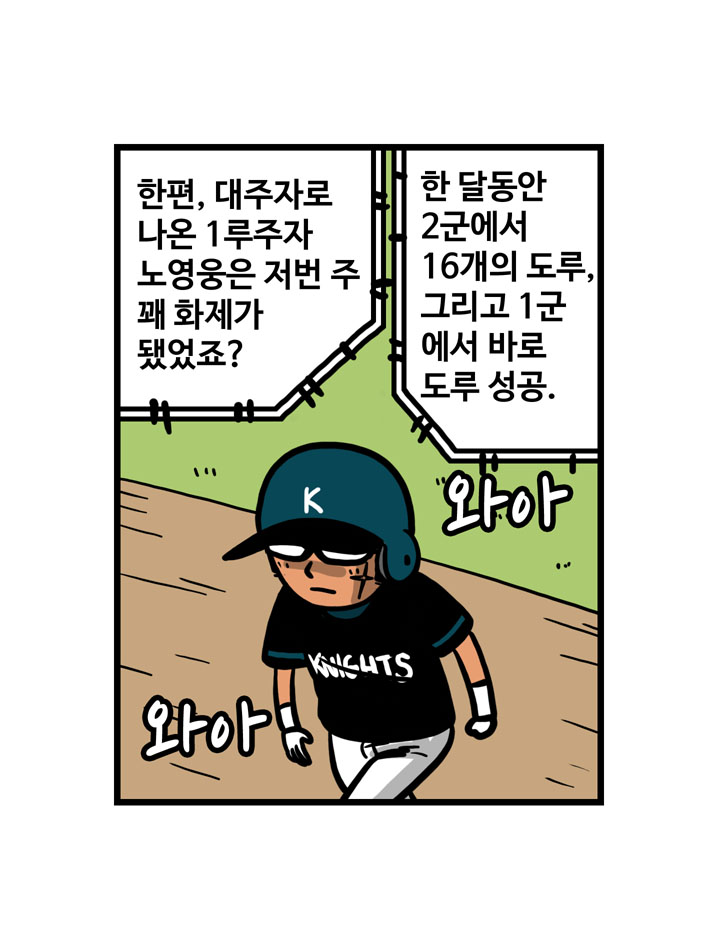 한편, 대주자로
나온 1루주자
노영웅은 저번 주
꽤 화제가
됐었죠?
한 달동안
2군에서
16개의 도루,
그리고 1군
에서 바로
도루 성공.
와아
K
KNIGHTS
와아